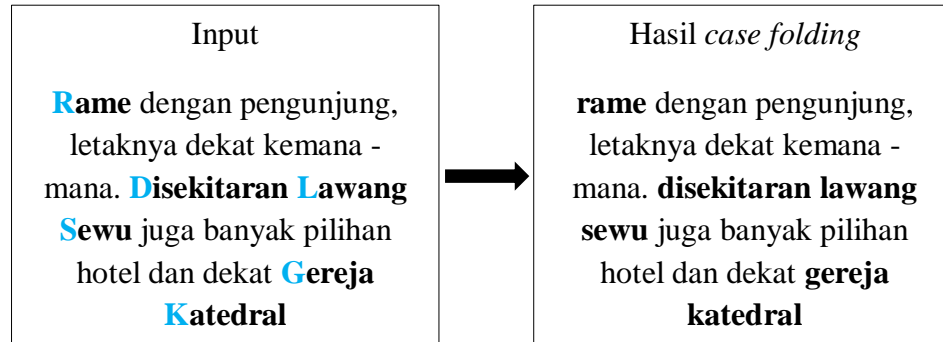 Input
Rame dengan pengunjung,
letaknya dekat kemana -
mana. Disekitaran Lawang
Sewu juga banyak pilihan
hotel dan dekat Gereja
Katedral
Hasil case folding
rame dengan pengunjung,
letaknya dekat kemana -
mana. disekitaran lawang
sewu juga banyak pilihan
hotel dan dekat gereja
katedral